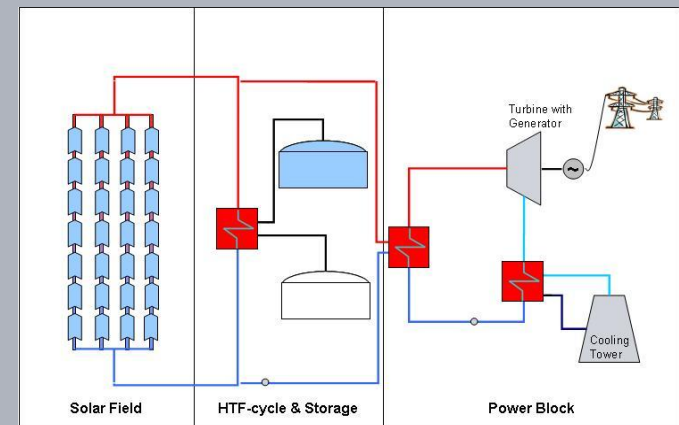 Turbine with
Generator
~
Cooling
Tower
Solar Field
HTF-cycle & Storage
Power Block